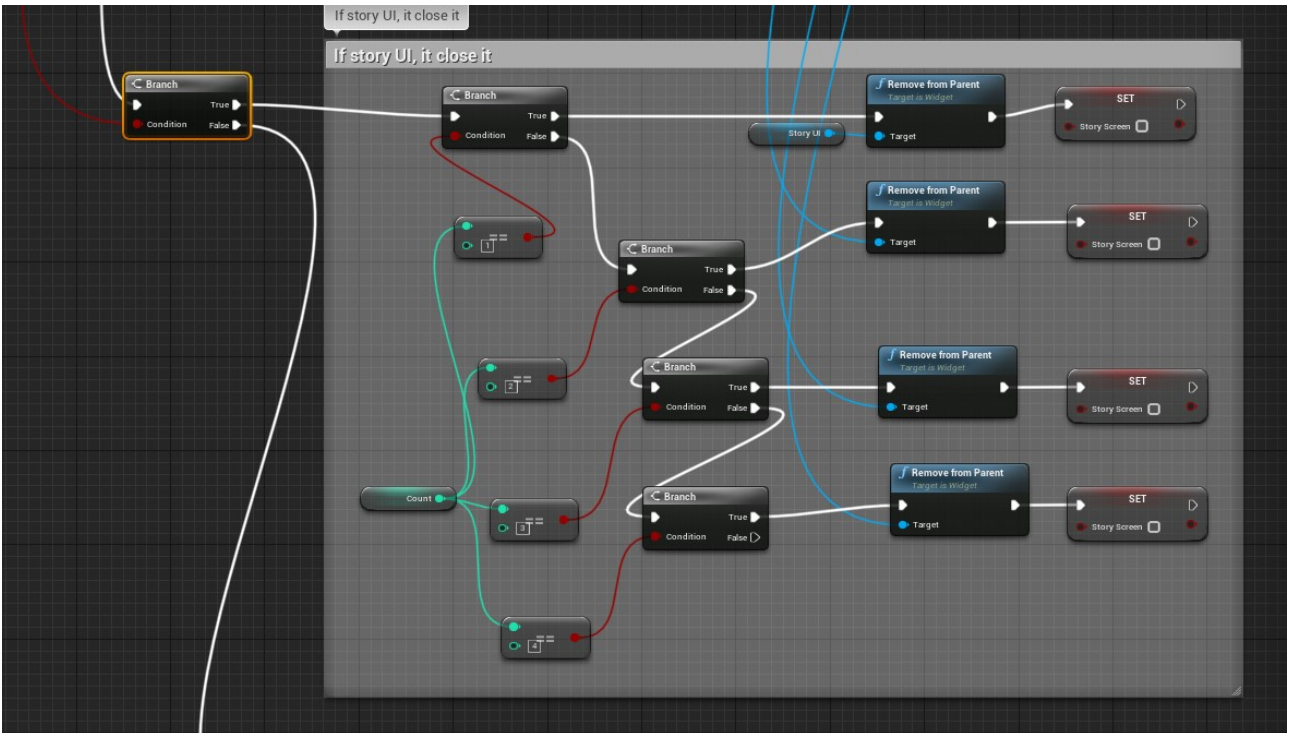 If story UI, it close it
If story UI, it close it
Branch
True
Condition
False
Branch
True
Condition
False
Story UI
Remove from Parent
Target is Widget
Target
SET
Story Screen
1
==
Branch
True
Condition
False
Remove from Parent
Target is Widget
Target
SET
Story Screen
2
==
Branch
True
Condition
False
Remove from Parent
Target is Widget
Target
SET
Story Screen
Count
3
==
Branch
True
Condition
False
Remove from Parent
Target is Widget
Target
SET
Story Screen
4
==